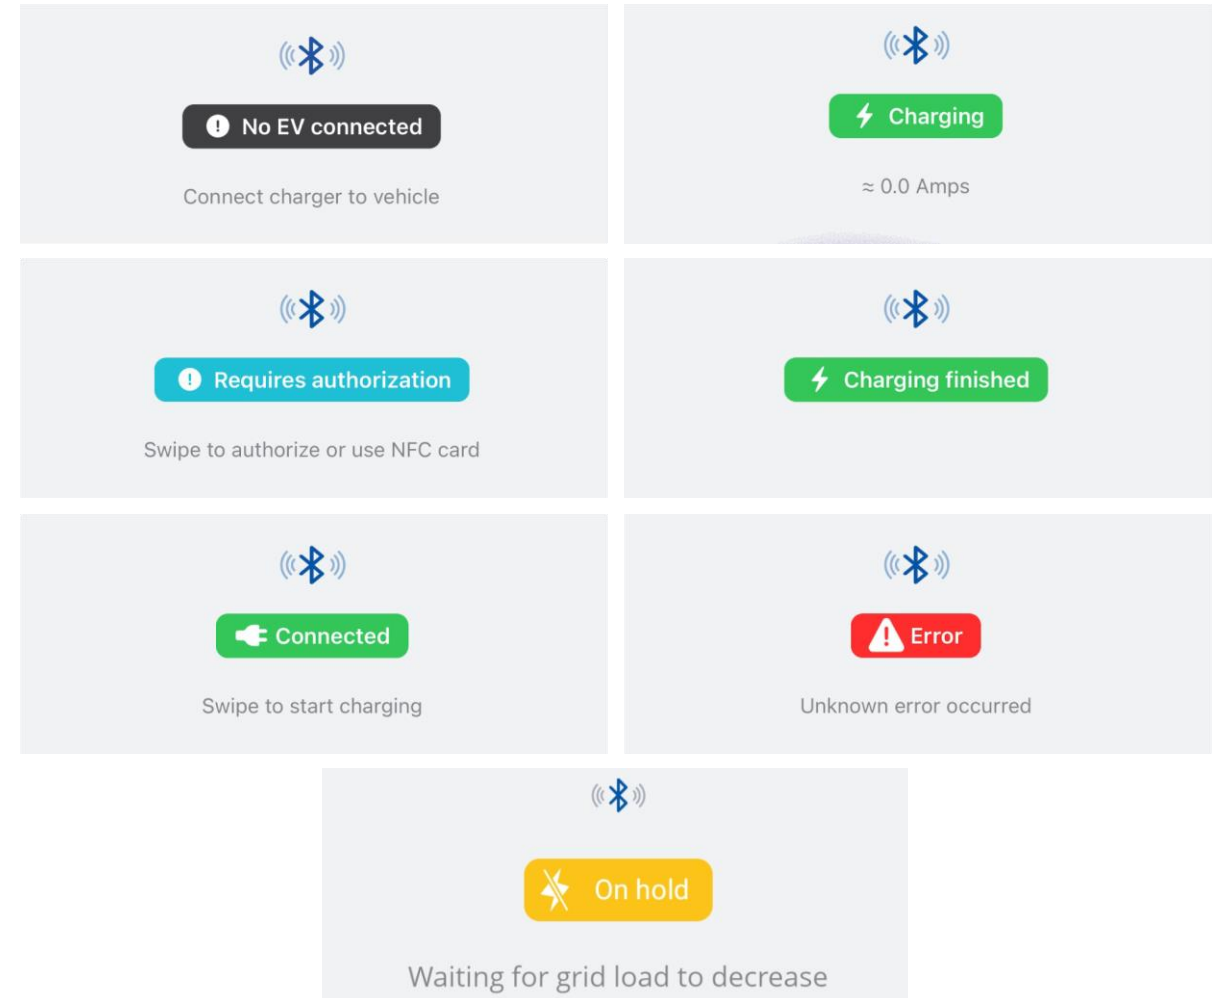 No EV connected
Connect charger to vehicle
Charging
≈ 0.0 Amps
Requires authorization
Swipe to authorize or use NFC card
Charging finished
Connected
Swipe to start charging
Error
Unknown error occurred
On hold
Waiting for grid load to decrease